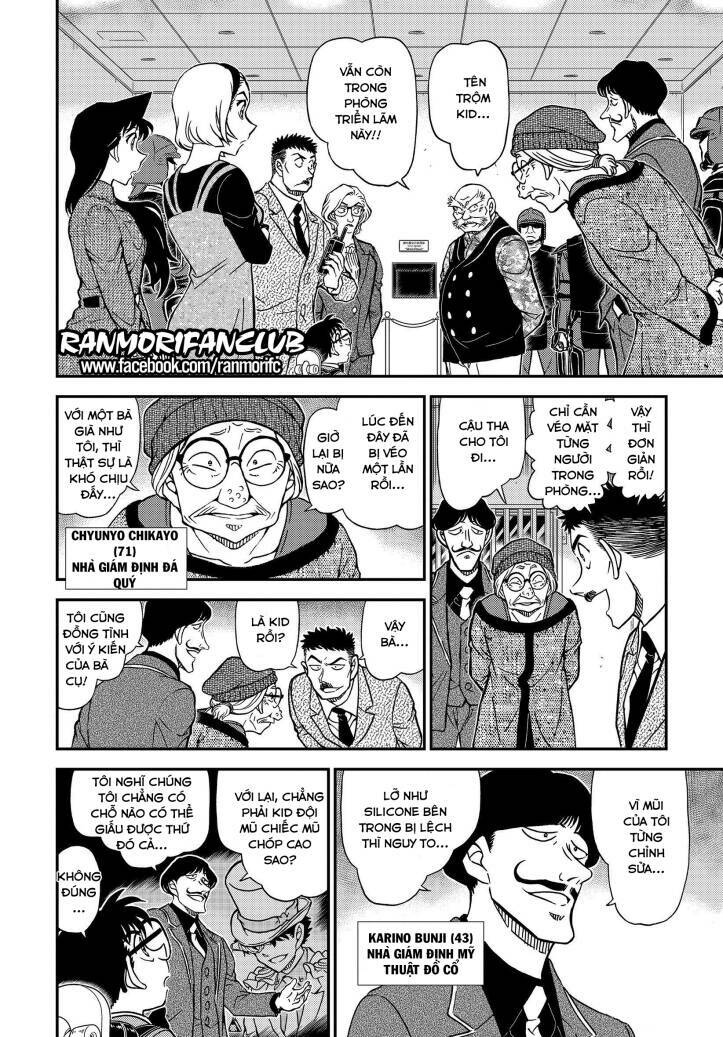 TÊN
TRỘM
KID...
VẪN CÒN
TRONG
PHÒNG
TRIỂN LÃM
NÀY!!
RANMORIFANCLUB
www.facebook.com/ranmorifc
VẬY
THÌ
ĐƠN
GIẢN
RỒI!
CHỈ CẦN
VÉO MẶT
TỪNG
NGƯỜI
TRONG
PHÒNG...
CẬU THA
CHO TÔI
ĐI...
LÚC ĐẾN
ĐÂY ĐÃ
BỊ VÉO
MỘT LẦN
RỒI...
GIỜ
LẠI BỊ
NỮA
SAO?
VỚI MỘT BÀ
GIÀ NHƯ
TÔI, THÌ
THẬT SỰ LÀ
KHÓ CHỊU
ĐẤY...
CHYUNYO CHIKAYO
(71)
NHÀ GIÁM ĐỊNH ĐÁ
QUÝ
VẬY
BÀ...
LÀ KID
RỒI?
TÔI CŨNG
ĐỒNG TÌNH
VỚI Ý KIẾN
CỦA BÀ
CỤ!
VÌ MŨI
CỦA TÔI
TỪNG
CHỈNH
SỬA...
LỠ NHƯ
SILICONE BÊN
TRONG BỊ LỆCH
THÌ NGUY TO...
KARINO BUNJI (43)
NHÀ GIÁM ĐỊNH MỸ
THUẬT ĐỒ CỔ
VỚI LẠI, CHẲNG
PHẢI KID ĐỘI
MŨ CHIẾC MŨ
CHÓP CAO
SAO?
TÔI NGHĨ CHÚNG
TÔI CHẲNG CÓ
CHỖ NÀO CÓ THỂ
GIẤU ĐƯỢC THỨ
ĐÓ CẢ...
KHÔNG
ĐÚNG...